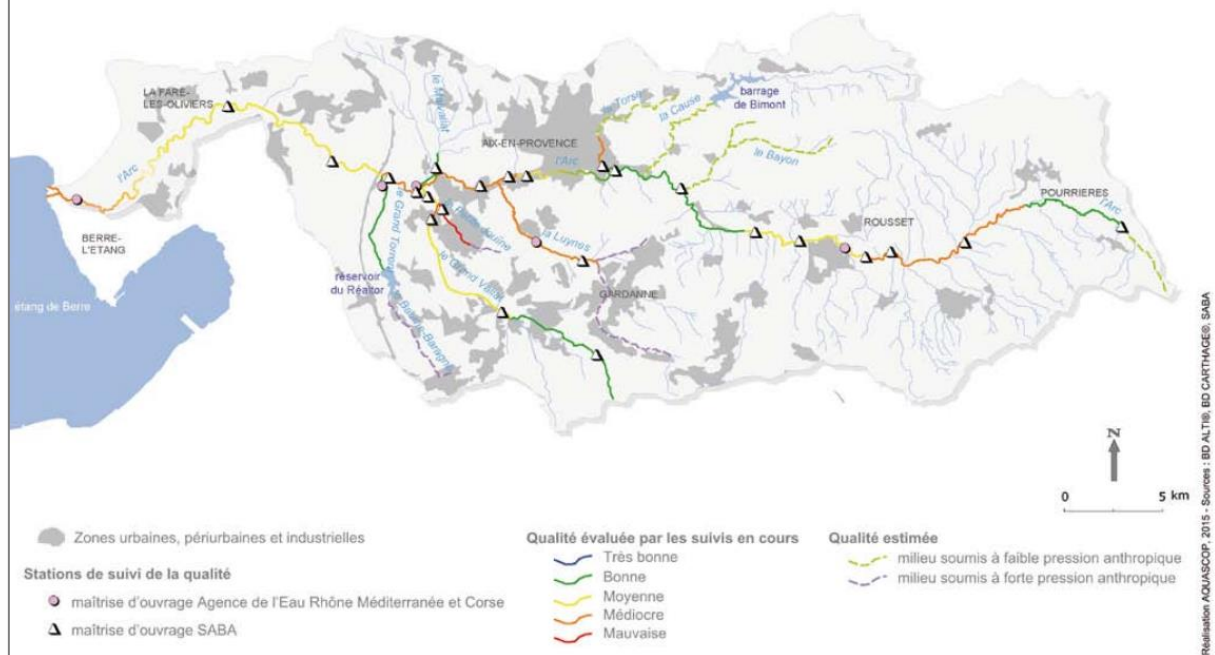 LA FARE-
LES-OLIVIERS
l'Arc
BERRE-
L'ETANG
étang de Berre
le Malvallat
AIX-EN-PROVENCE
l'Arc
la Torse
la Cause
barrage
de Bimont
le Bayon
ROUSSET
POURRIERES
l'Arc
la Luynes
GARDANNE
réservoir
du Réaltor
N
0 5 km
Zones urbaines, périurbaines et industrielles
Stations de suivi de la qualité
maîtrise d'ouvrage Agence de l'Eau Rhône Méditerranée et Corse
maîtrise d'ouvrage SABA
Qualité évaluée par les suivis en cours
Très bonne
Bonne
Moyenne
Médiocre
Mauvaise
Qualité estimée
milieu soumis à faible pression anthropique
milieu soumis à forte pression anthropique
Réalisation AQUASCOP, 2015 - Sources : BD ALTI®, BD CARTHAGE®, SABA